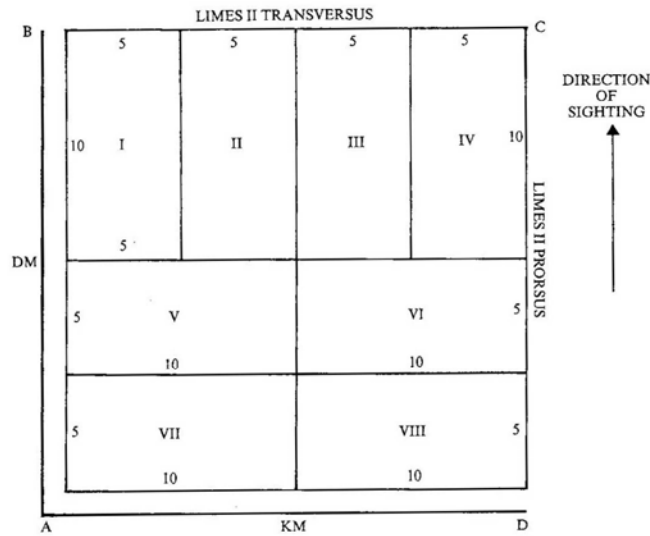 LIMES II TRANSVERSUS
B
C
5 5 5 5
DIRECTION
OF
SIGHTING
10 I II III IV 10
LIMES II PRORSUS
5
DM
5 V VI 5
10 10
5 VII VIII 5
10 10
A KM D